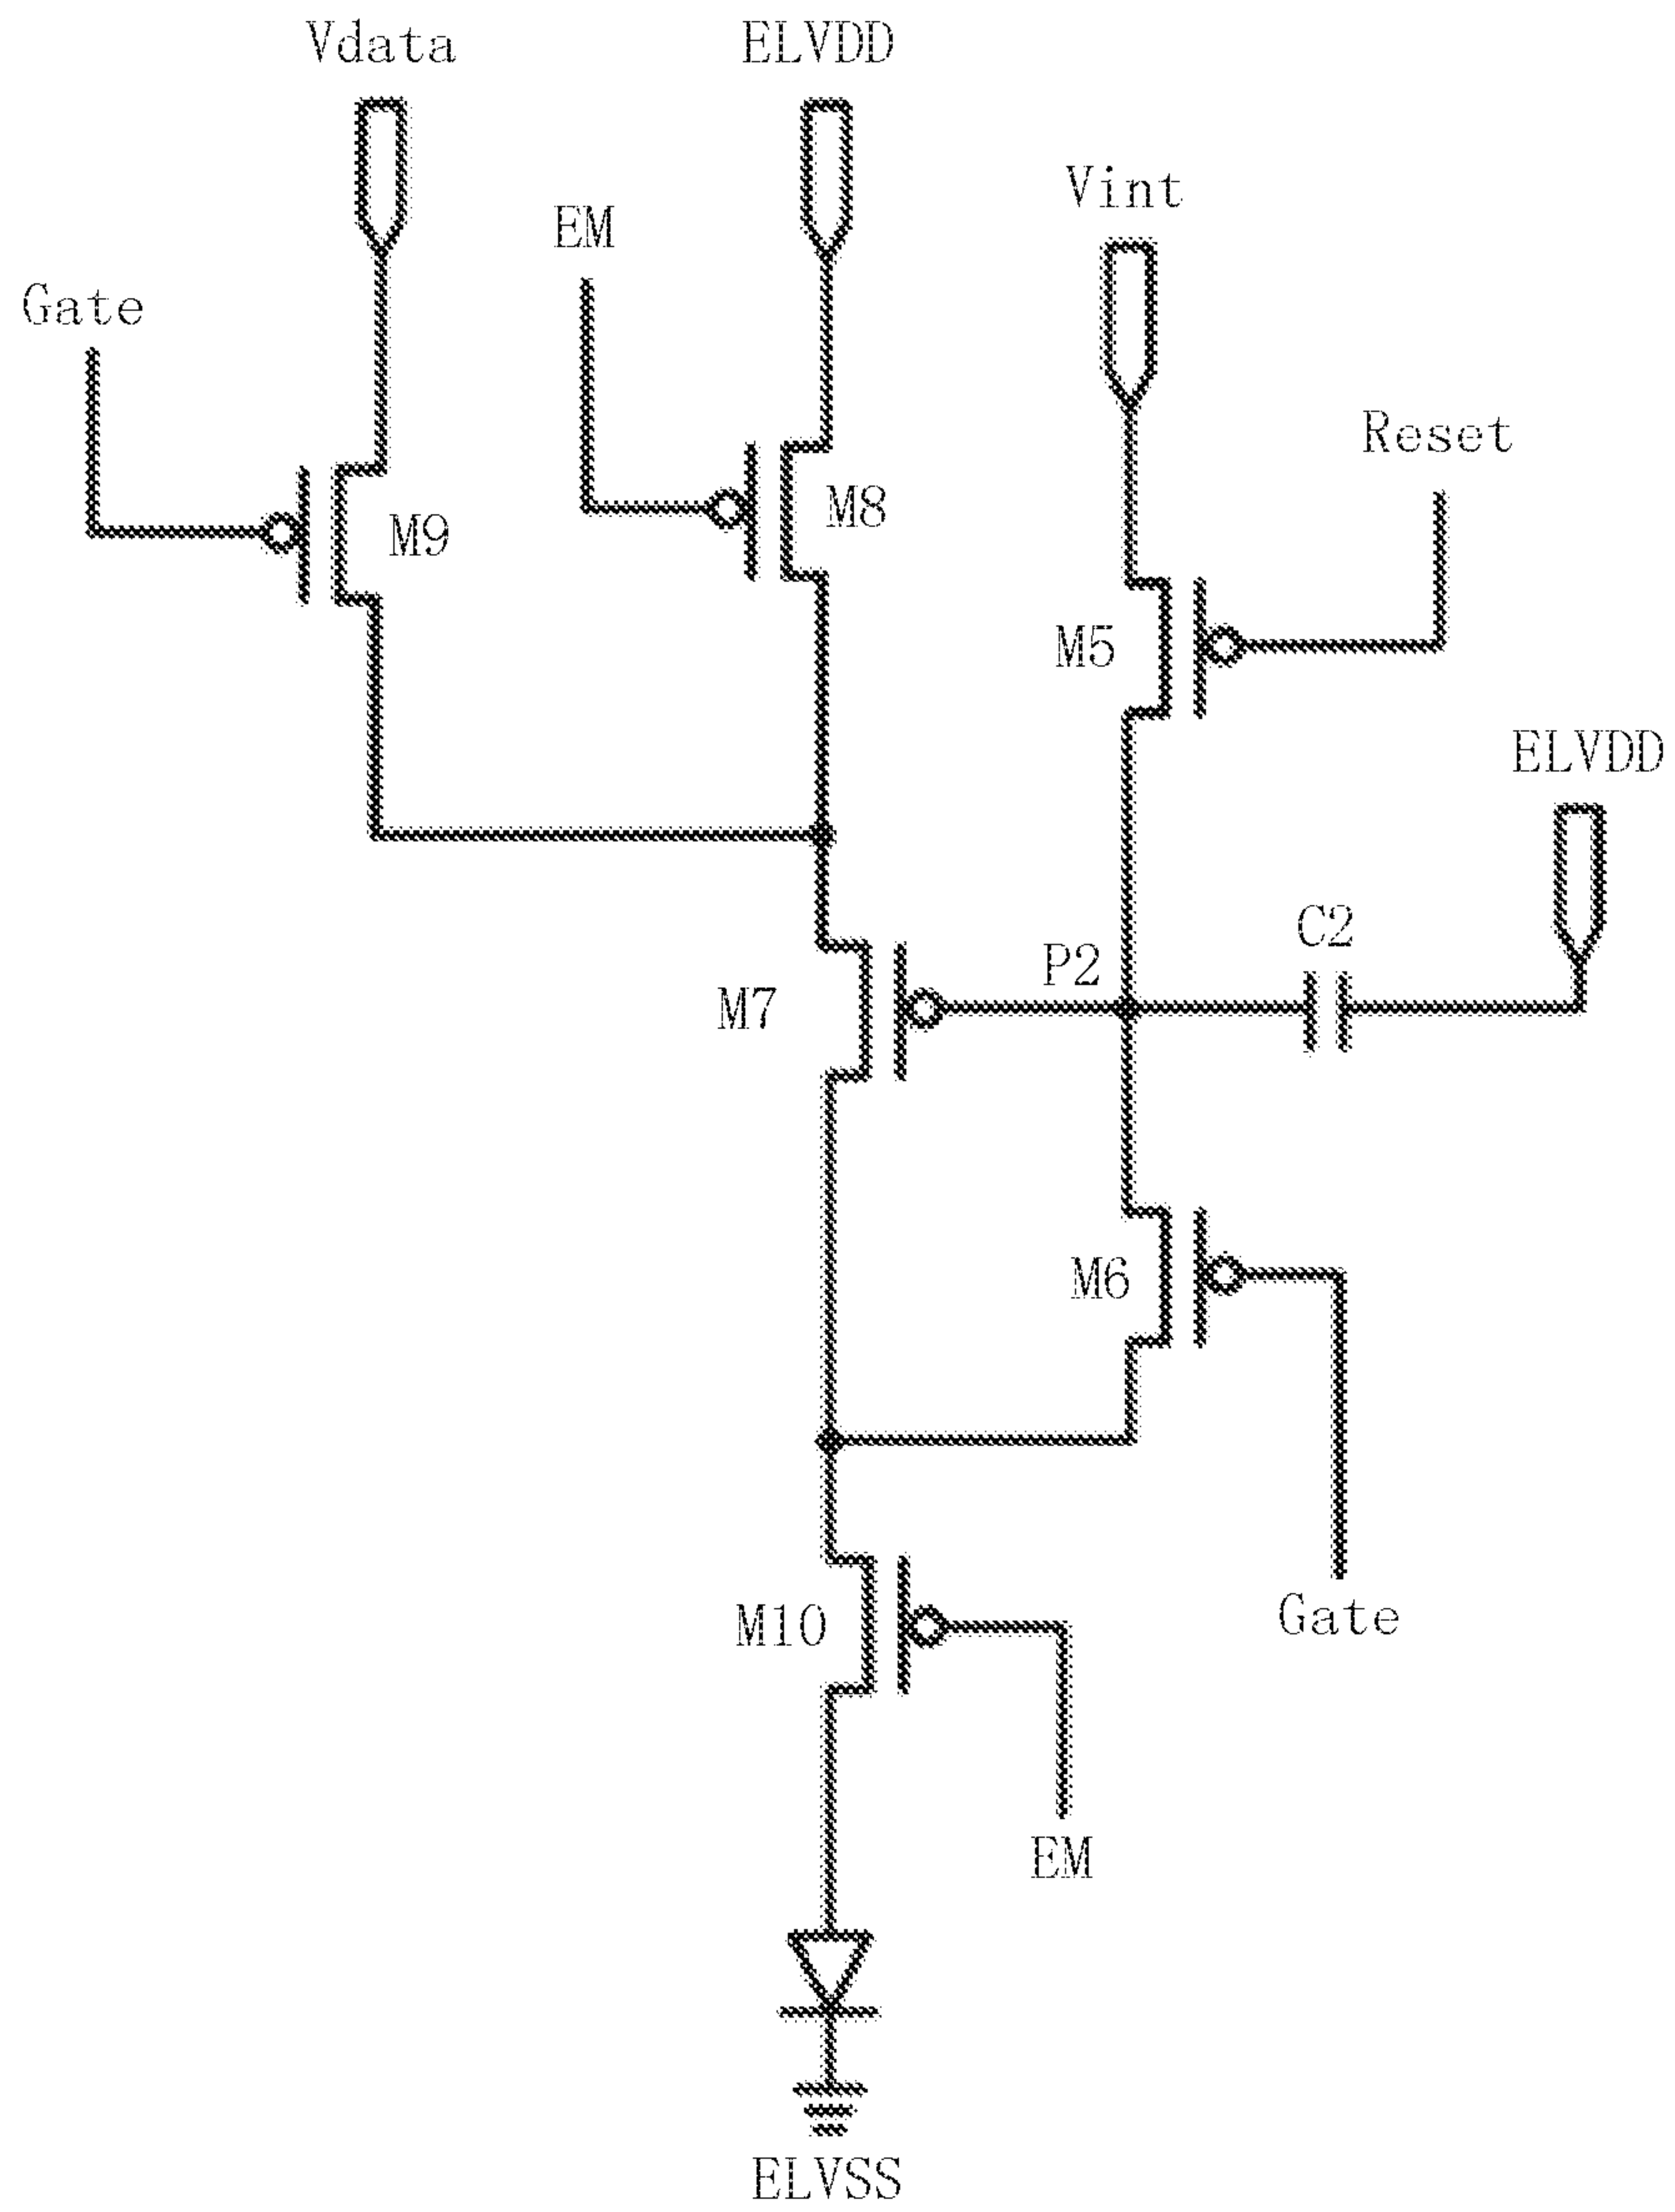 Vdata
ELVDD
Vint
EM
Gate
Reset
M8
M9
M5
ELVDD
C2
P2
M7
M6
Gate
M10
EM
ELVSS